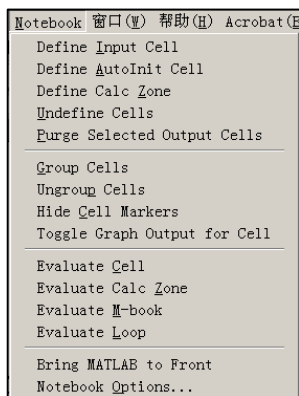 Notebook 窗口(W) 帮助(H) Acrobat(
Define Input Cell
Define AutoInit Cell
Define Calc Zone
Undefine Cells
Purge Selected Output Cells
Group Cells
Ungroup Cells
Hide Cell Markers
Toggle Graph Output for Cell
Evaluate Cell
Evaluate Calc Zone
Evaluate M-book
Evaluate Loop
Bring MATLAB to Front
Notebook Options...